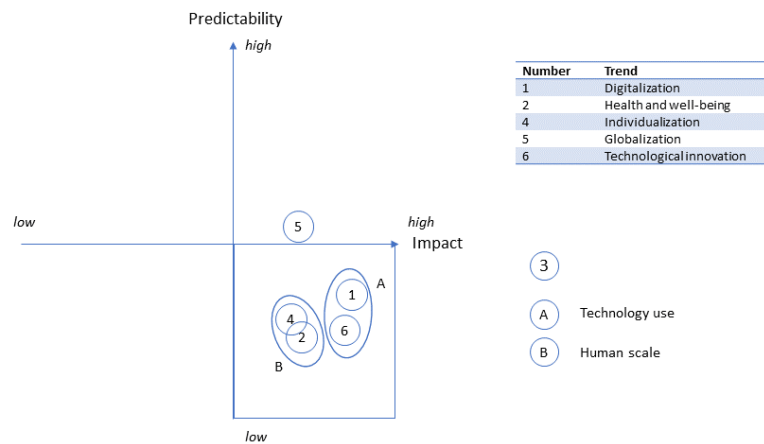 Predictability
high
Number Trend
1 Digitalization
2 Health and well-being
4 Individualization
5 Globalization
6 Technological innovation
low
5
high
Impact
3
A
1
4
6
2
B
A Technology use
B Human scale
low